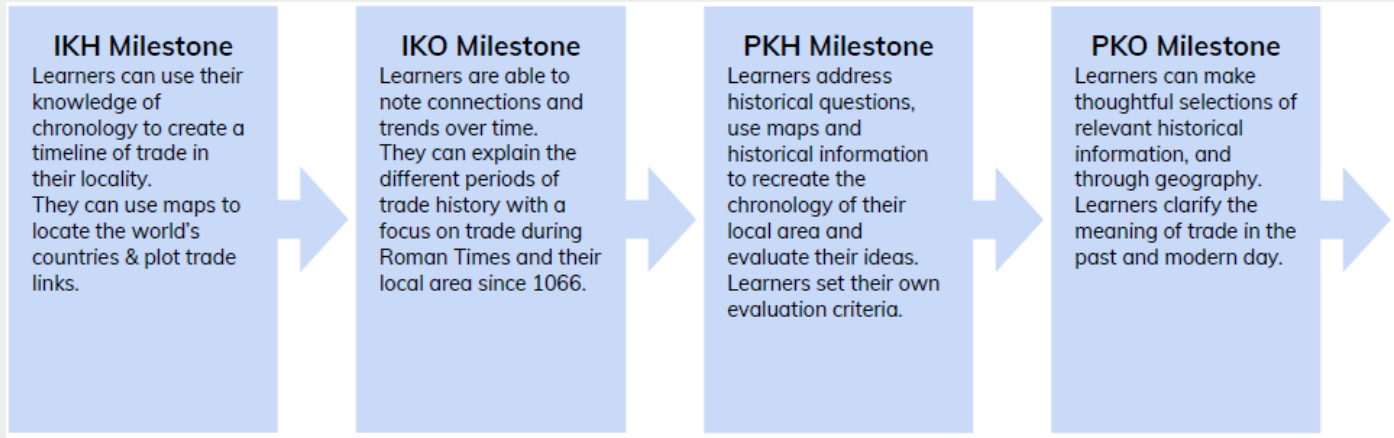 IKH Milestone
Learners can use their
knowledge of
chronology to create a
timeline of trade in
their locality.
They can use maps to
locate the world's
countries & plot trade
links.
IKO Milestone
Learners are able to
note connections and
trends over time.
They can explain the
different periods of
trade history with a
focus on trade during
Roman Times and their
local area since 1066.
PKH Milestone
Learners address
historical questions,
use maps and
historical information
to recreate the
chronology of their
local area and
evaluate their ideas.
Learners set their own
evaluation criteria.
PKO Milestone
Learners can make
thoughtful selections of
relevant historical
information, and
through geography.
Learners clarify the
meaning of trade in the
past and modern day.